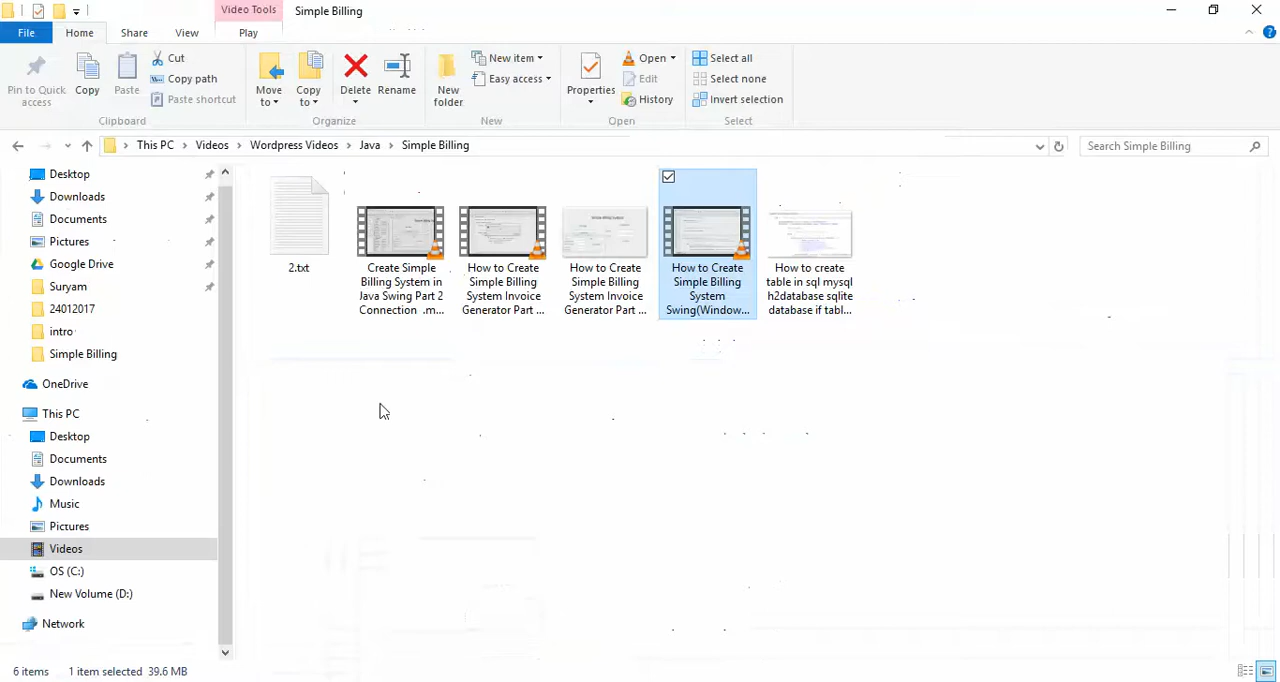 Video Tools
Simple Billing
File
Home
Share
View
Play
Pin to Quick access
Copy
Paste
Cut
Copy path
Paste shortcut
Clipboard
Move to
Copy to
Delete
Rename
Organize
New folder
New item
Easy access
New
Properties
Open
Edit
History
Open
Select all
Select none
Invert selection
Select
This PC > Videos > Wordpress Videos > Java > Simple Billing
Search Simple Billing
Desktop
Downloads
Documents
Pictures
Google Drive
Suryam
24012017
intro
Simple Billing
OneDrive
This PC
Desktop
Documents
Downloads
Music
Pictures
Videos
OS (C:)
New Volume (D:)
Network
2.txt
Create Simple
Billing System in
Java Swing Part 2
Connection .m...
How to Create
Simple Billing
System Invoice
Generator Part ...
How to Create
Simple Billing
System Invoice
Generator Part ...
How to Create
Simple Billing
System
Swing(Window...
How to create
table in sql mysql
h2database sqlite
database if tabl...
6 items
1 item selected 39.6 MB